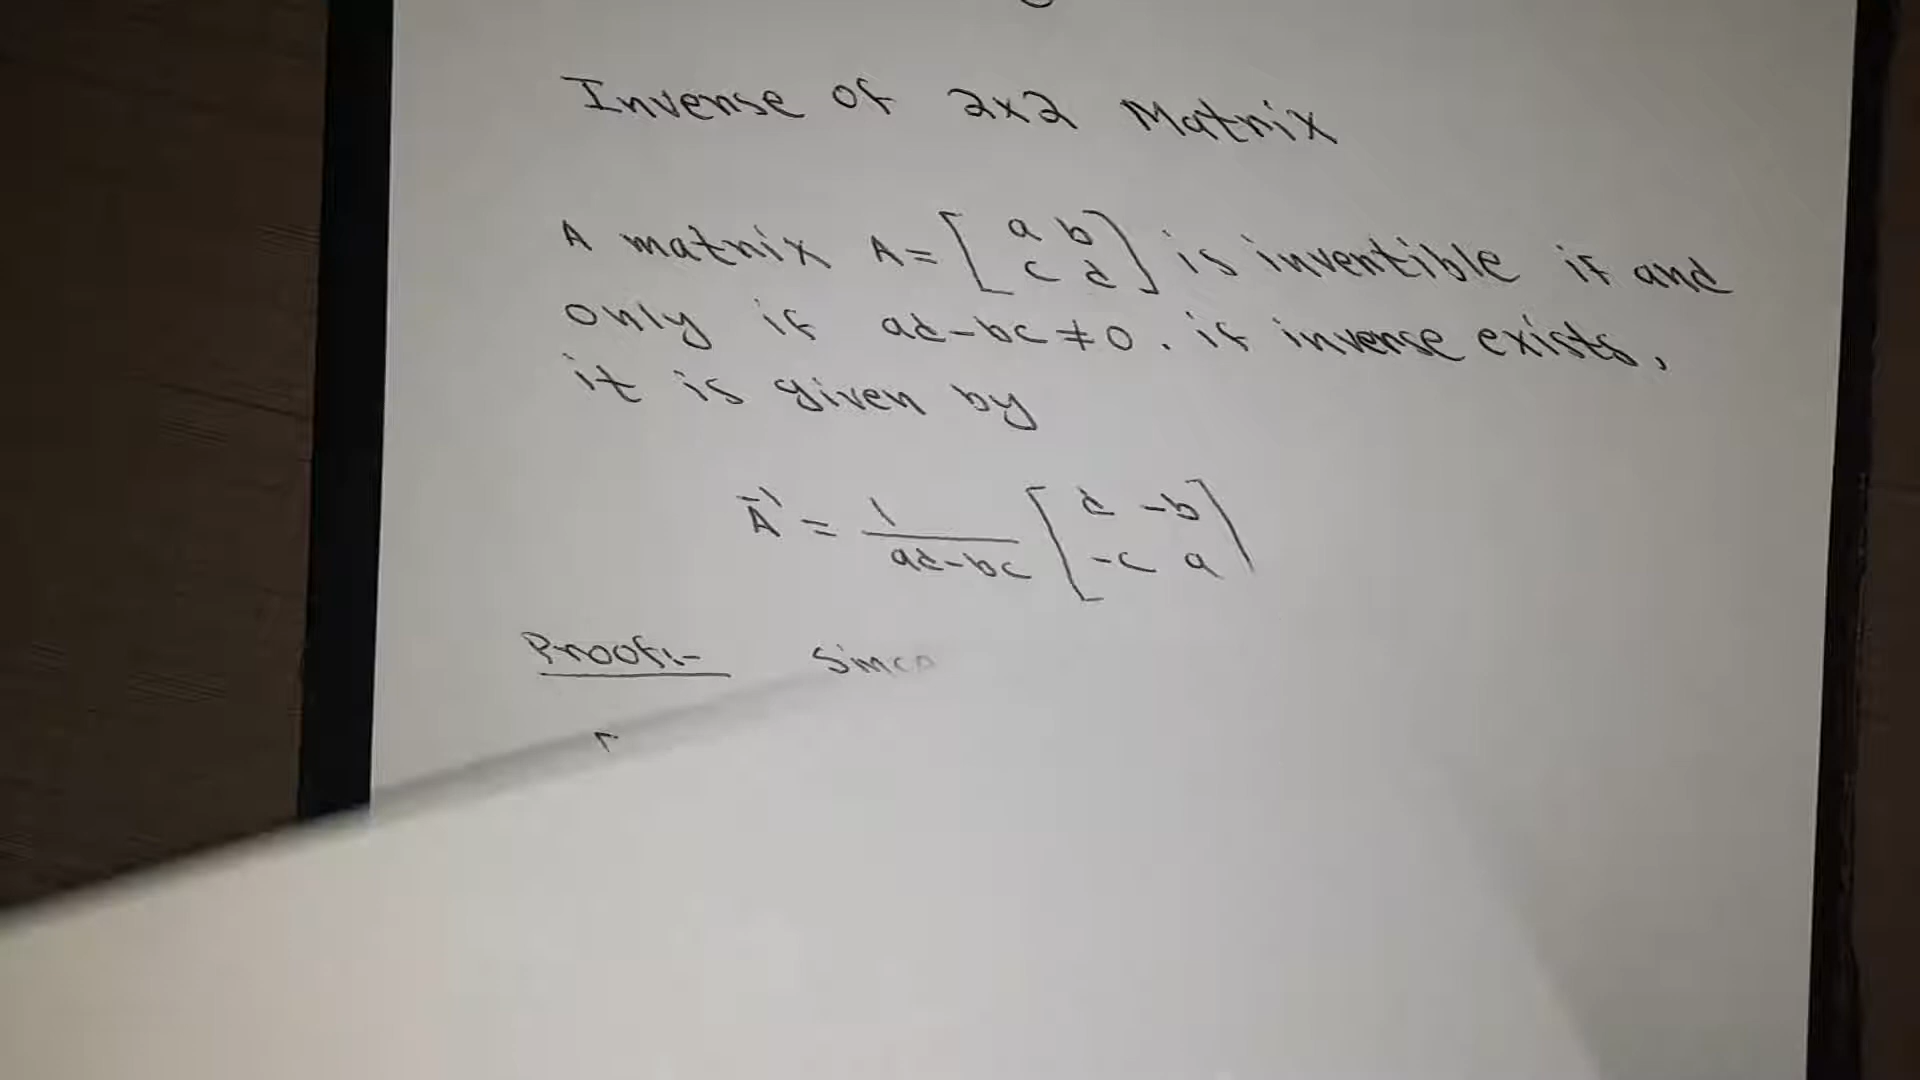 Inverse of 2x2 Matrix
A matrix A = [a b
c d] is invertible if and
only if ad-bc ≠ 0. if inverse exists,
it is given by
A⁻¹ = 1/(ad-bc) [d -b
-c a]
Proof:- Since